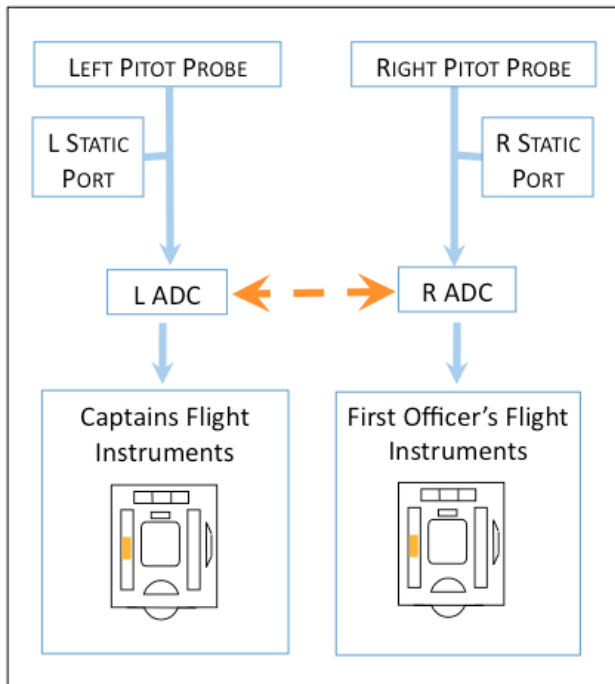 LEFT PITOT PROBE
RIGHT PITOT PROBE
L STATIC
PORT
R STATIC
PORT
L ADC
R ADC
Captains Flight
Instruments
First Officer's Flight
Instruments